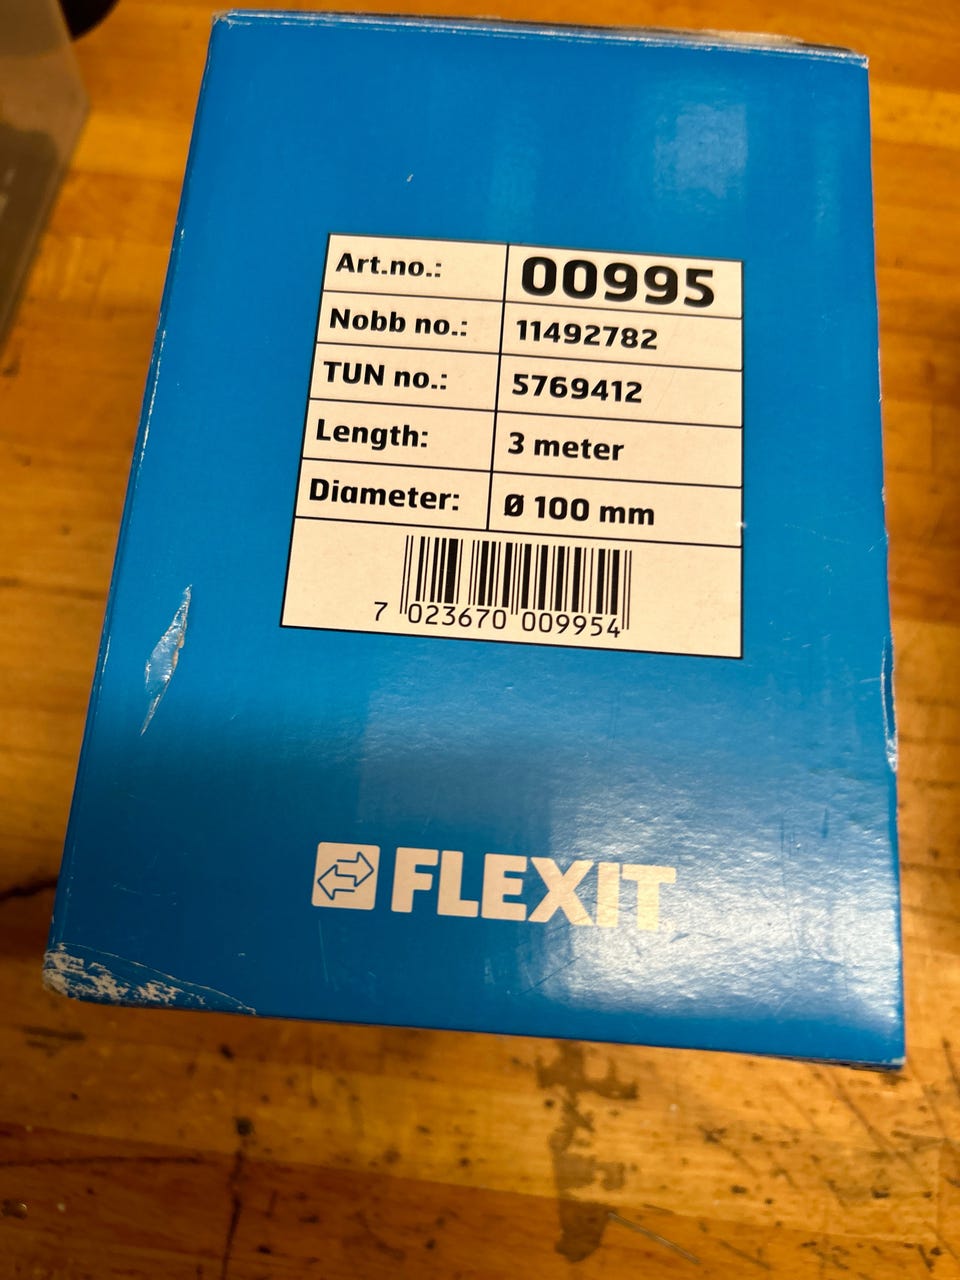 Art.no.: 00995
Nobb no.: 11492782
TUN no.: 5769412
Length: 3 meter
Diameter: Ø 100 mm
7 023670 009954
FLEXIT